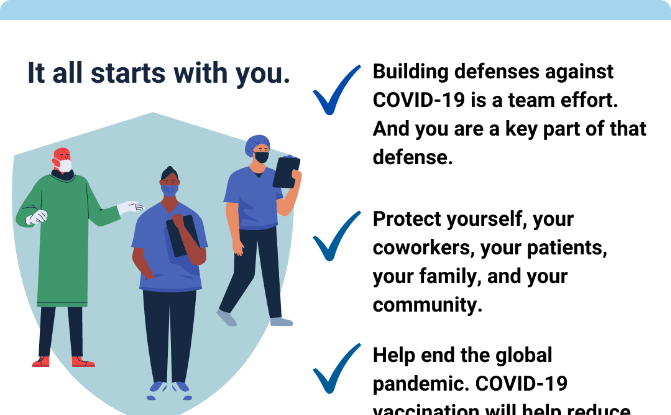 It all starts with you.
Building defenses against
COVID-19 is a team effort.
And you are a key part of that
defense.
Protect yourself, your
coworkers, your patients,
your family, and your
community.
Help end the global
pandemic. COVID-19
vaccination will help reduce